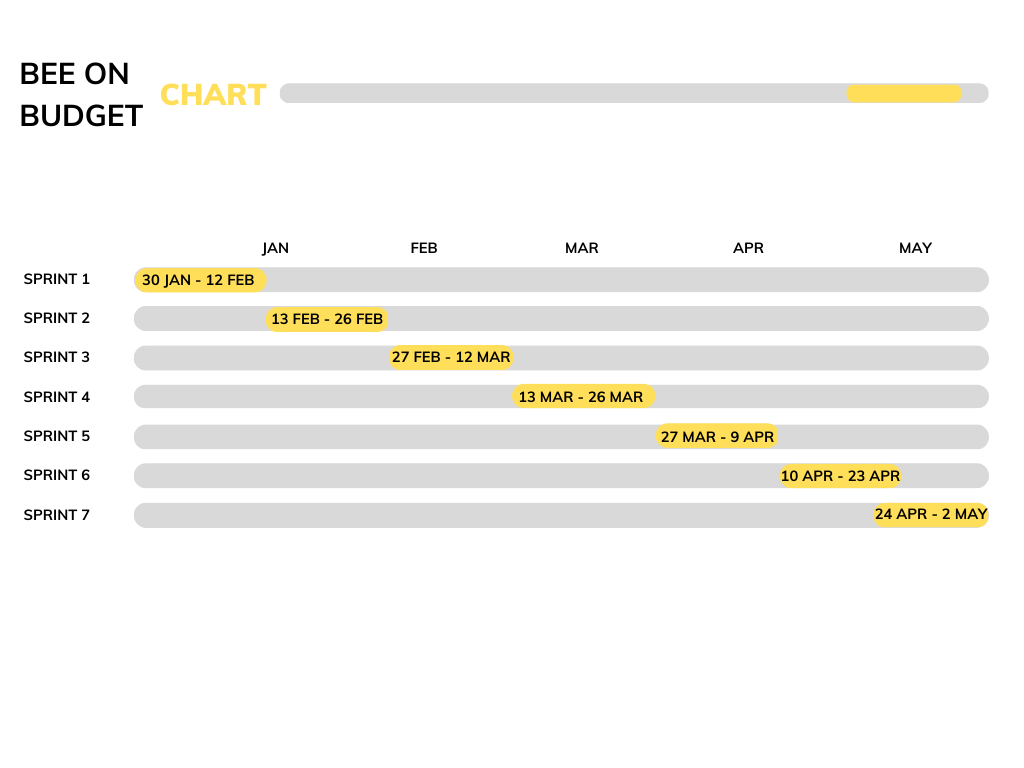 BEE ON
BUDGET
CHART
JAN FEB MAR APR MAY
SPRINT 1 30 JAN - 12 FEB
SPRINT 2 13 FEB - 26 FEB
SPRINT 3 27 FEB - 12 MAR
SPRINT 4 13 MAR - 26 MAR
SPRINT 5 27 MAR - 9 APR
SPRINT 6 10 APR - 23 APR
SPRINT 7 24 APR - 2 MAY